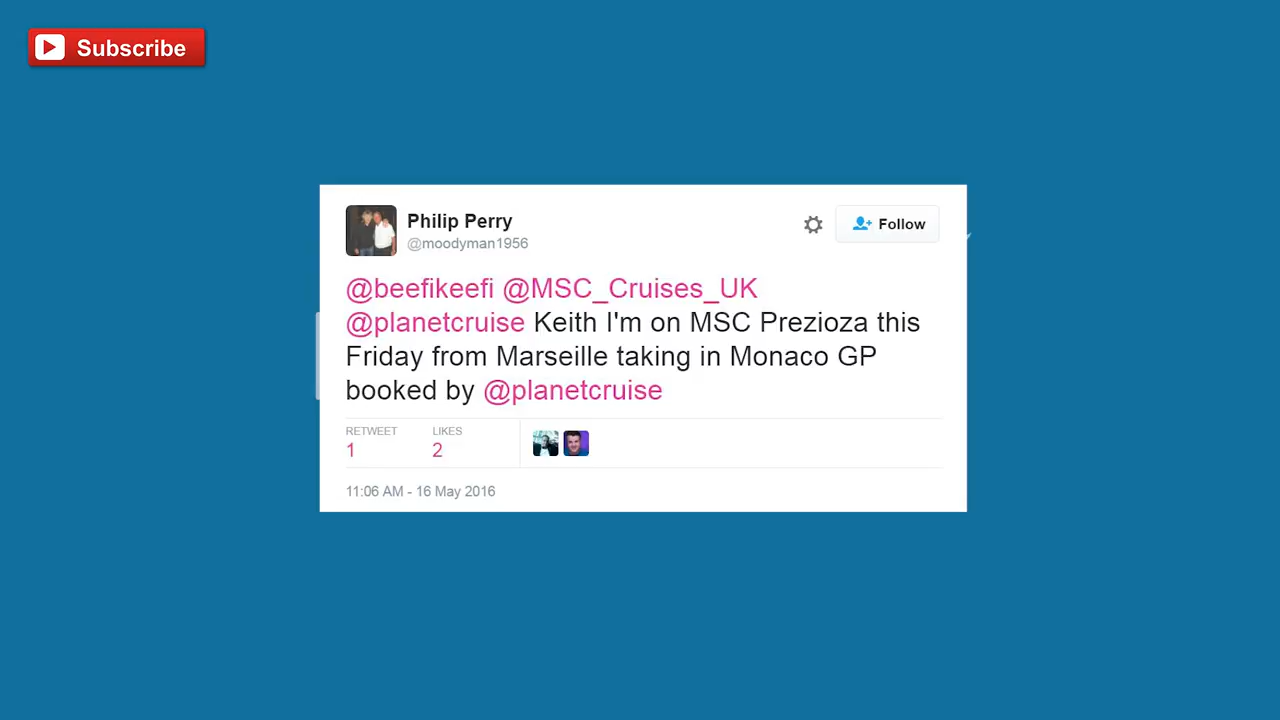 Subscribe
Philip Perry
@moodyman1956
Follow
@beefikeefi @MSC_Cruises_UK
@planetcruise Keith I'm on MSC Prezioza this
Friday from Marseille taking in Monaco GP
booked by @planetcruise
RETWEET LIKES
1 2
11:06 AM - 16 May 2016